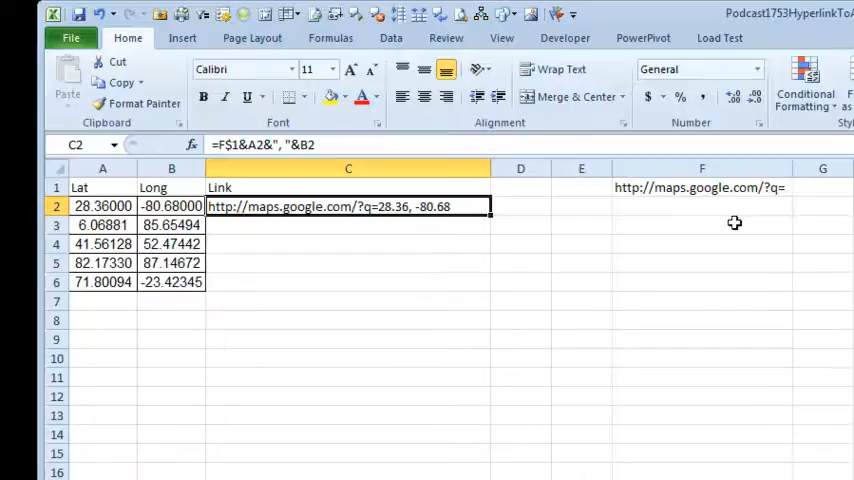 Podcast1753HyperlinkToA
File Home Insert Page Layout Formulas Data Review View Developer PowerPivot Load Test
Paste Cut Copy Format Painter
Calibri 11 Wrap Text General
B I U A Merge & Center $ % , Conditional Formatting
Clipboard Font Alignment Number
C2 fx =F$1&A2&", "&B2
A B C D E F G
1 Lat Long Link http://maps.google.com/?q=
2 28.36000 -80.68000 http://maps.google.com/?q=28.36, -80.68
3 6.06881 85.65494
4 41.56128 52.47442
5 82.17330 87.14672
6 71.80094 -23.42345
7
8
9
10
11
12
13
14
15
16